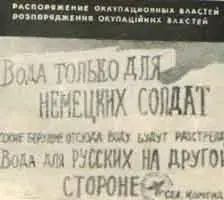 РАСПОРЯЖЕНИЕ ОККУПАЦИОННЫХ ВЛАСТЕЙ
РОЗПОРЯДЖЕННЯ ОКУПАЦІЙНИХ ВЛАСТЕЙ
ВОДА ТОЛЬКО ДЛЯ
НЕМЕЦКИХ СОЛДАТ
БЕРУЩИЕ ОТСЮДА ВОДУ БУДУТ
ВОДА ДЛЯ РУССКИХ НА ДРУГОЙ
СТОРОНЕ